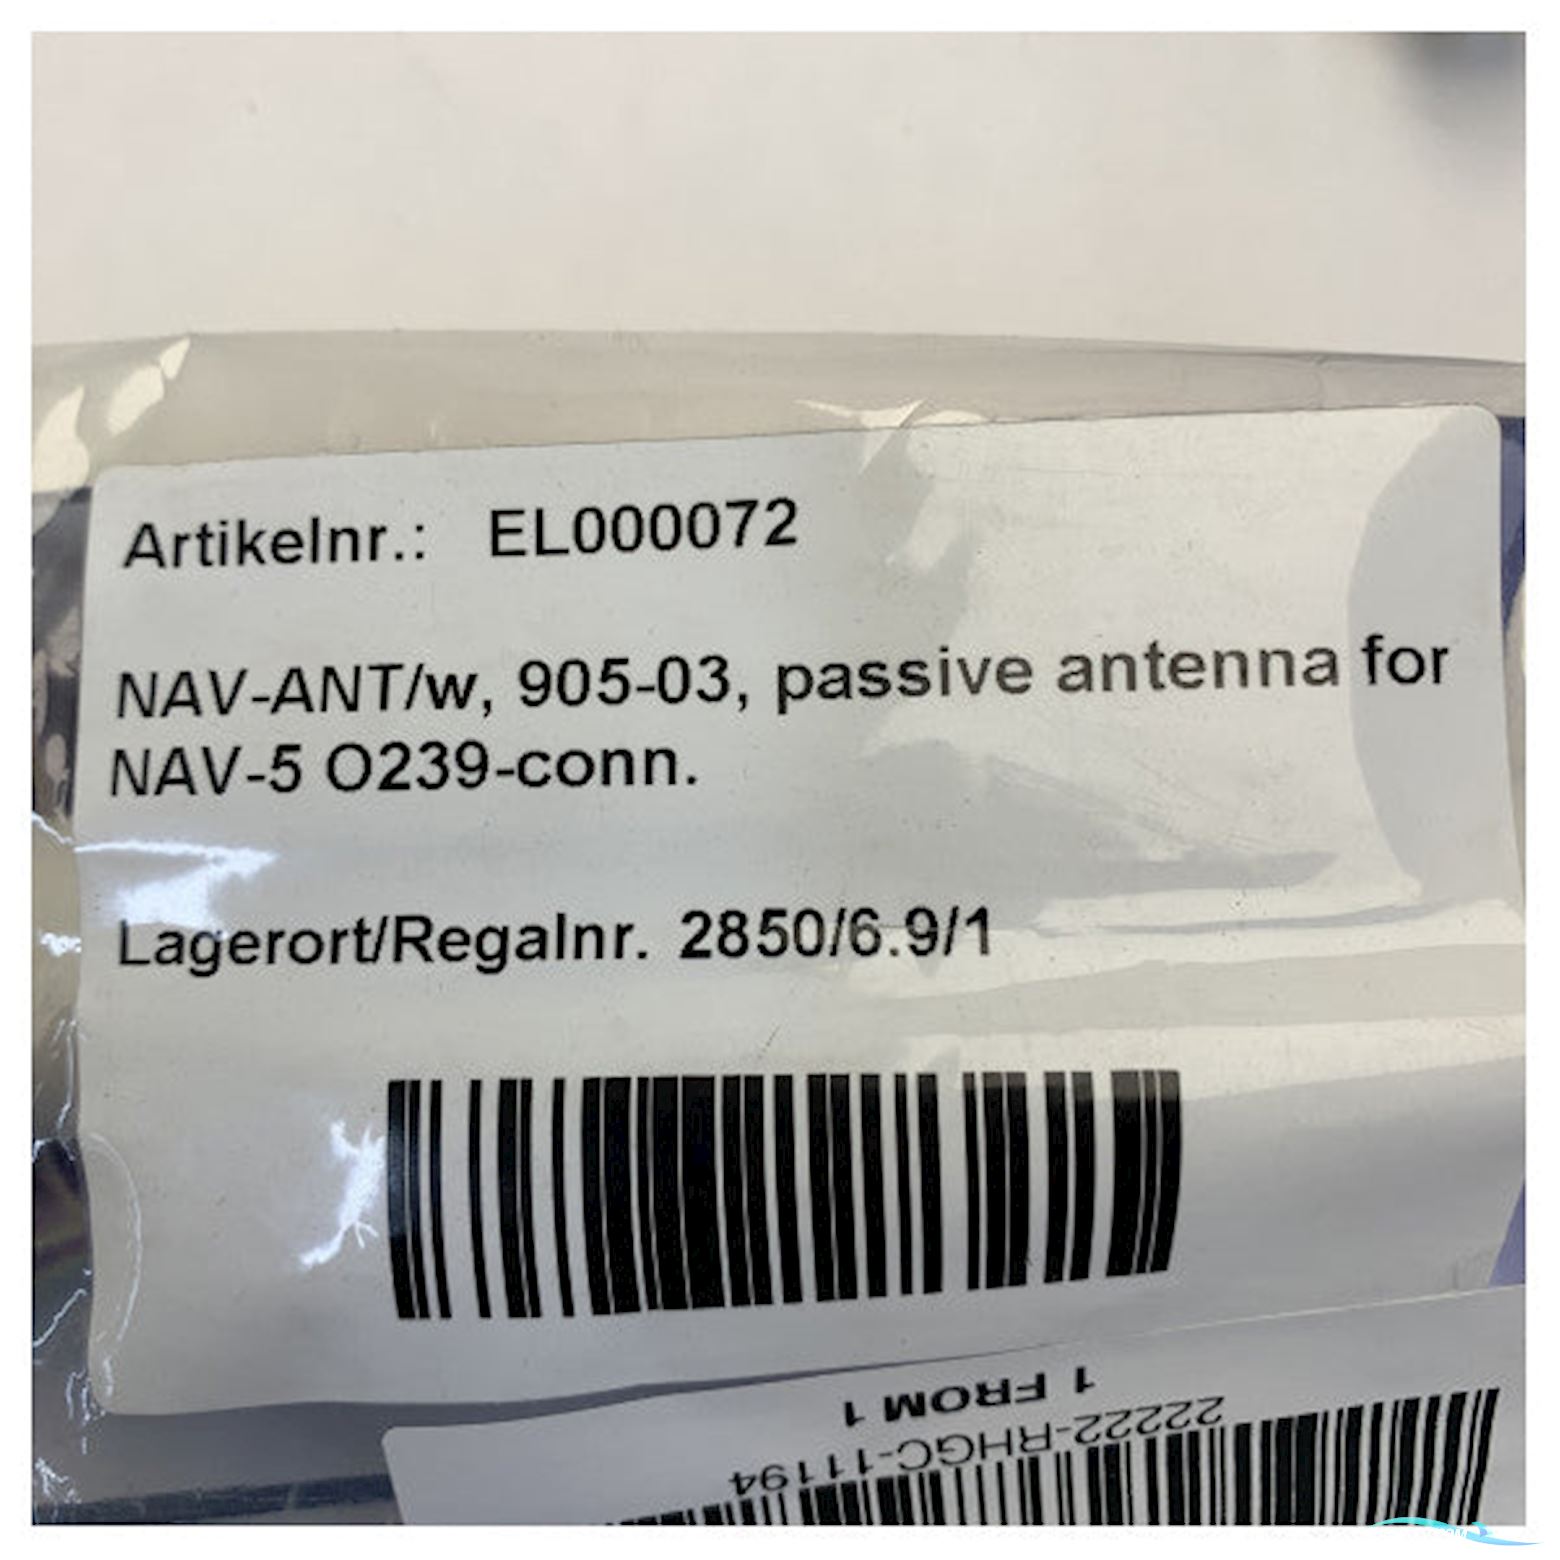 Artikelnr.: EL000072
NAV-ANT/w, 905-03, passive antenna for
NAV-5 O239-conn.
Lagerort/Regalnr. 2850/6.9/1
1 FROM 1
22222-RHGC-11194